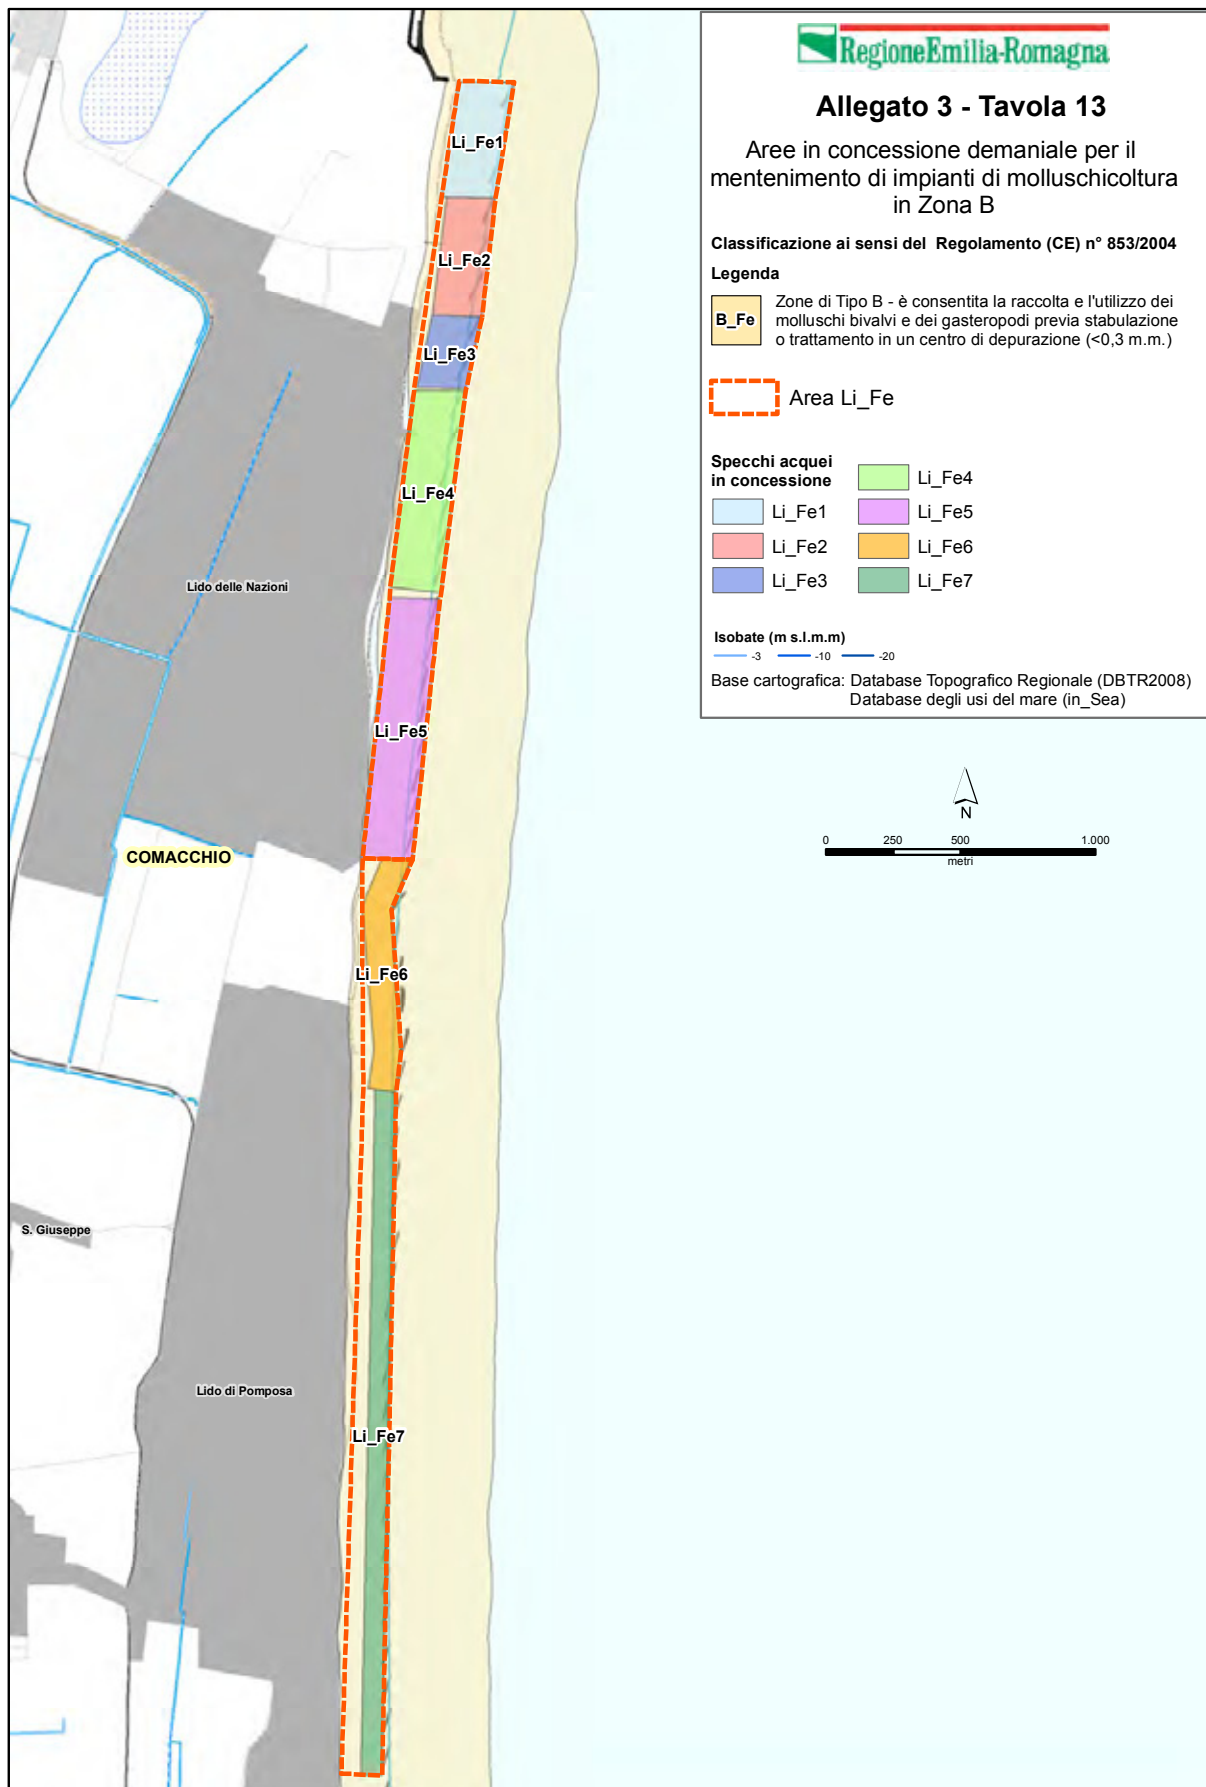 RegioneEmilia-Romagna
Allegato 3 - Tavola 13
Aree in concessione demaniale per il
mentenimento di impianti di molluschicoltura
in Zona B
Classificazione ai sensi del Regolamento (CE) n° 853/2004
Legenda
B_Fe
Zone di Tipo B - è consentita la raccolta e l'utilizzo dei
molluschi bivalvi e dei gasteropodi previa stabulazione
o trattamento in un centro di depurazione (<0,3 m.m.)
Area Li_Fe
Specchi acquei
in concessione
Li_Fe1
Li_Fe2
Li_Fe3
Li_Fe4
Li_Fe5
Li_Fe6
Li_Fe7
Isobate (m s.l.m.m)
-3 -10 -20
Base cartografica: Database Topografico Regionale (DBTR2008)
Database degli usi del mare (in_Sea)
N
0 250 500 1.000
metri
Li_Fe1
Li_Fe2
Li_Fe3
Li_Fe4
Lido delle Nazioni
Li_Fe5
COMACCHIO
Li_Fe6
S. Giuseppe
Lido di Pomposa
Li_Fe7